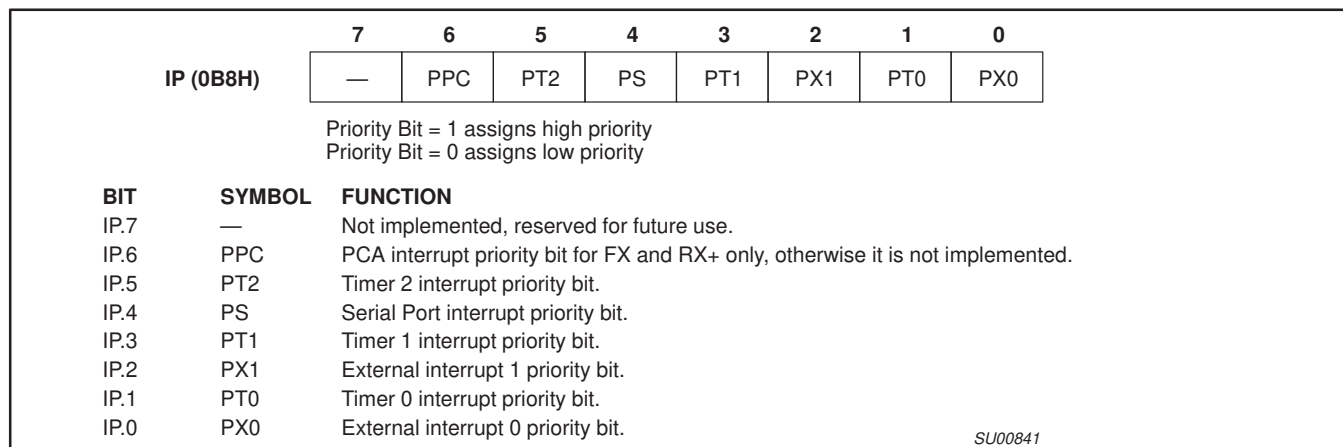 7 6 5 4 3 2 1 0
IP (0B8H) — PPC PT2 PS PT1 PX1 PT0 PX0
Priority Bit = 1 assigns high priority
Priority Bit = 0 assigns low priority
BIT SYMBOL FUNCTION
IP.7 — Not implemented, reserved for future use.
IP.6 PPC PCA interrupt priority bit for FX and RX+ only, otherwise it is not implemented.
IP.5 PT2 Timer 2 interrupt priority bit.
IP.4 PS Serial Port interrupt priority bit.
IP.3 PT1 Timer 1 interrupt priority bit.
IP.2 PX1 External interrupt 1 priority bit.
IP.1 PT0 Timer 0 interrupt priority bit.
IP.0 PX0 External interrupt 0 priority bit.
SU00841